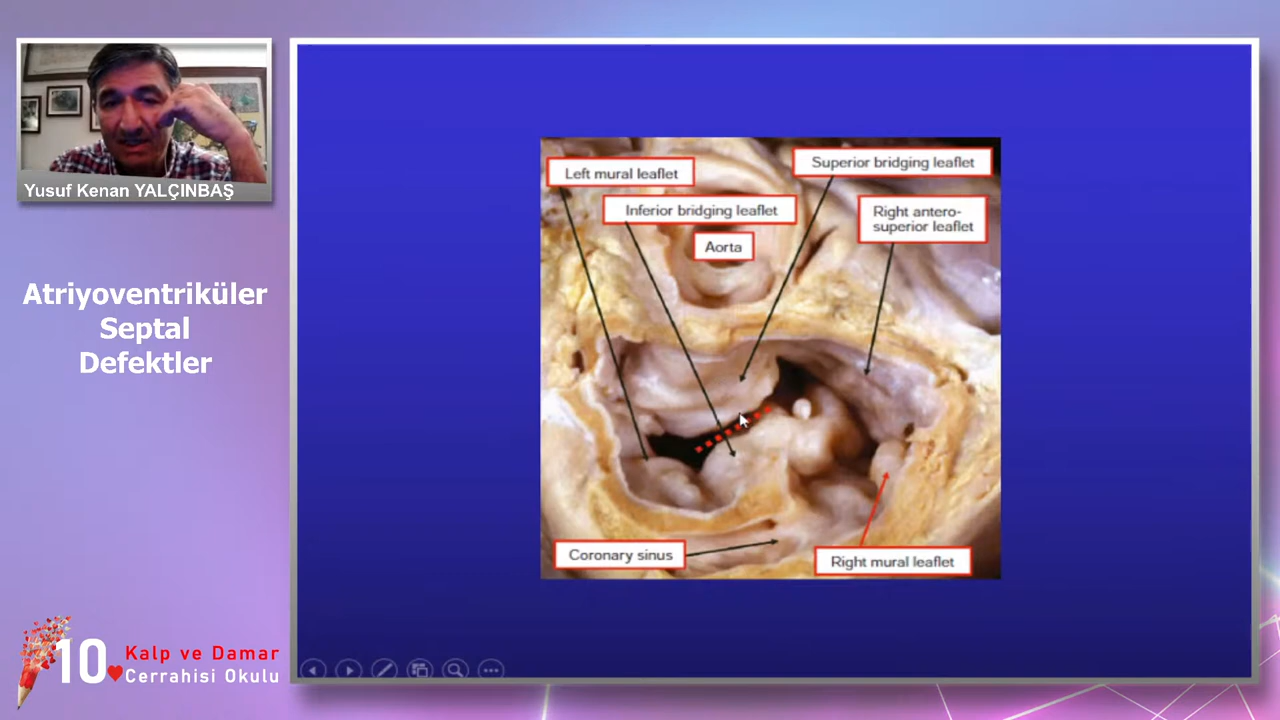 Yusuf Kenan YALÇINBAŞ
Atriyoventriküler
Septal
Defektler
10
Kalp ve Damar
Cerrahisi Okulu
Left mural leaflet
Superior bridging leaflet
Inferior bridging leaflet
Right antero-
superior leaflet
Aorta
Coronary sinus
Right mural leaflet